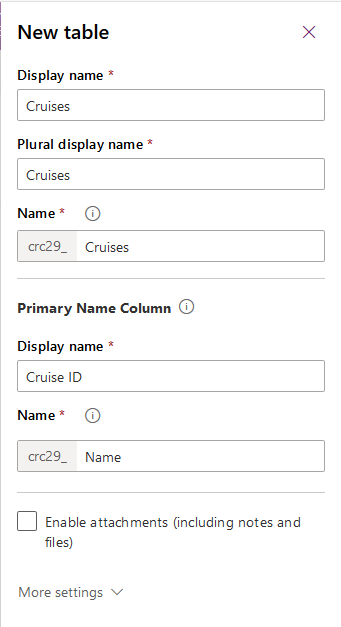 New table
Display name *
Cruises
Plural display name *
Cruises
Name *
crc29_ Cruises
Primary Name Column
Display name *
Cruise ID
Name *
crc29_ Name
Enable attachments (including notes and
files)
More settings